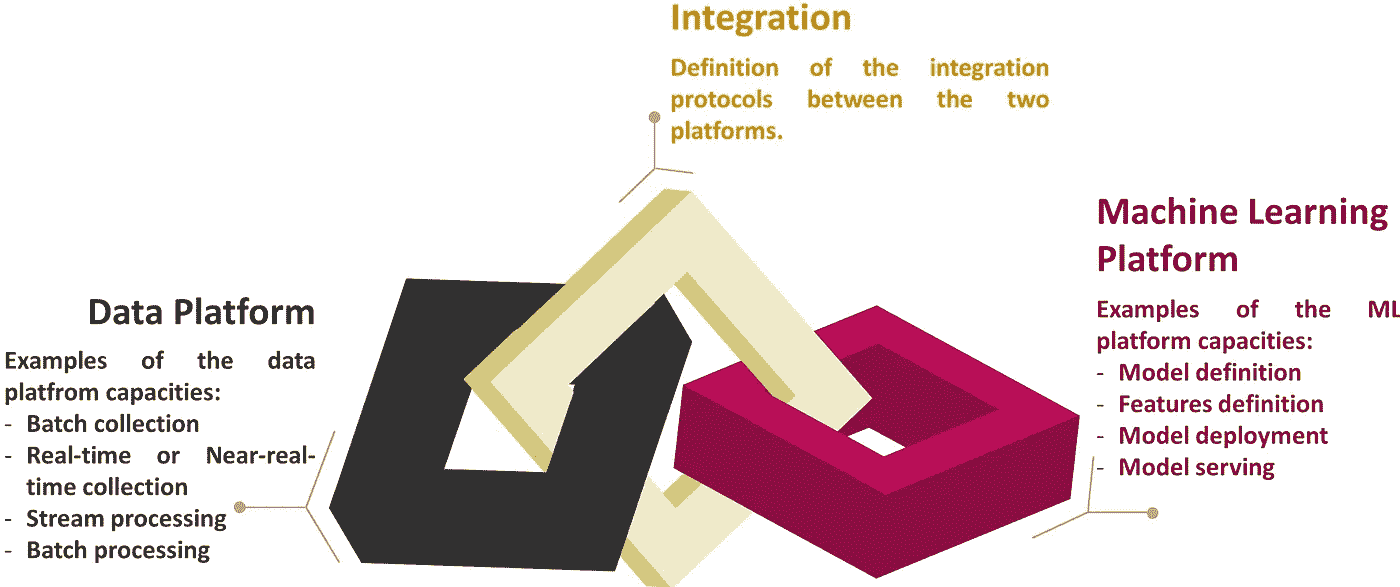 Integration
Definition of the integration
protocols between the two
platforms.
Machine Learning
Platform
Examples of the ML
platform capacities:
- Model definition
- Features definition
- Model deployment
- Model serving
Data Platform
Examples of the data
platfrom capacities:
- Batch collection
- Real-time or Near-real-
time collection
- Stream processing
- Batch processing